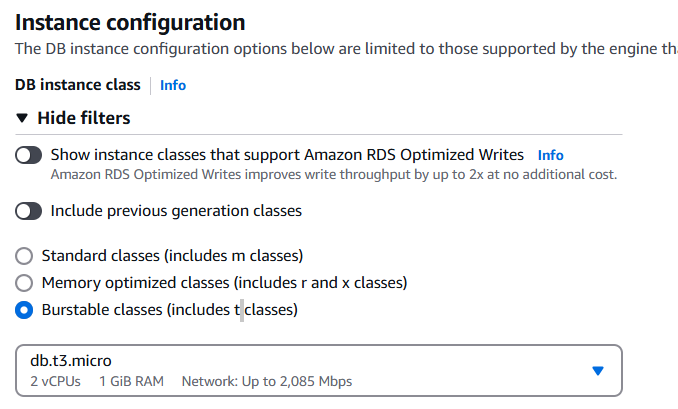 Instance configuration
The DB instance configuration options below are limited to those supported by the engine
DB instance class Info
Hide filters
Show instance classes that support Amazon RDS Optimized Writes Info
Amazon RDS Optimized Writes improves write throughput by up to 2x at no additional cost.
Include previous generation classes
Standard classes (includes m classes)
Memory optimized classes (includes r and x classes)
Burstable classes (includes t classes)
db.t3.micro
2 vCPUs 1 GiB RAM Network: Up to 2,085 Mbps